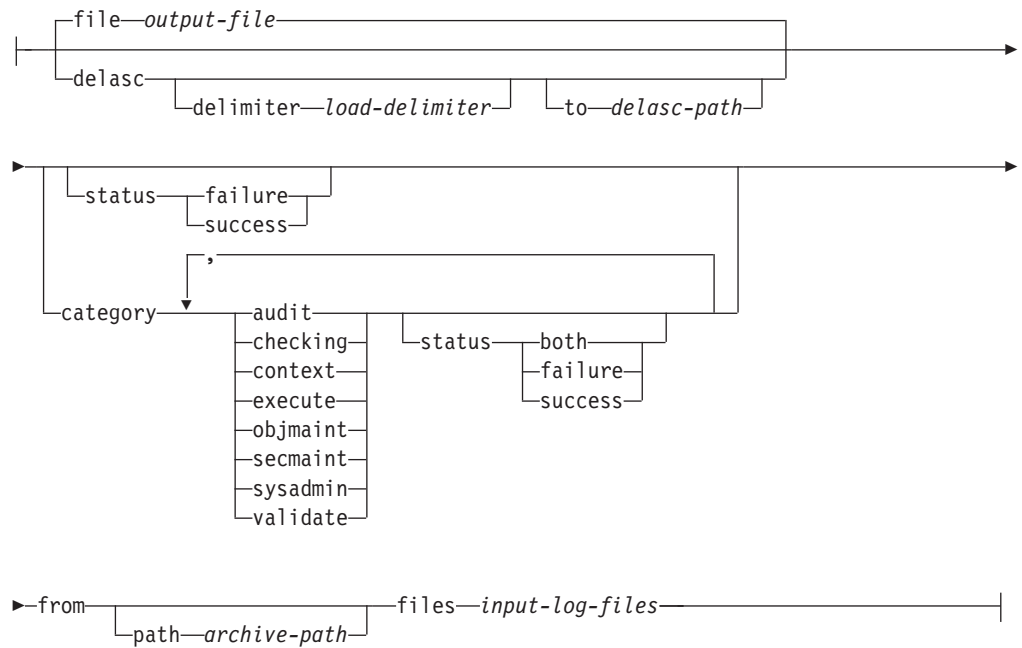 file output-file
delasc
delimiter load-delimiter
to delasc-path
status failure
success
,
category audit
checking
context
execute
objmaint
secmaint
sysadmin
validate
status both
failure
success
from
path archive-path
files input-log-files